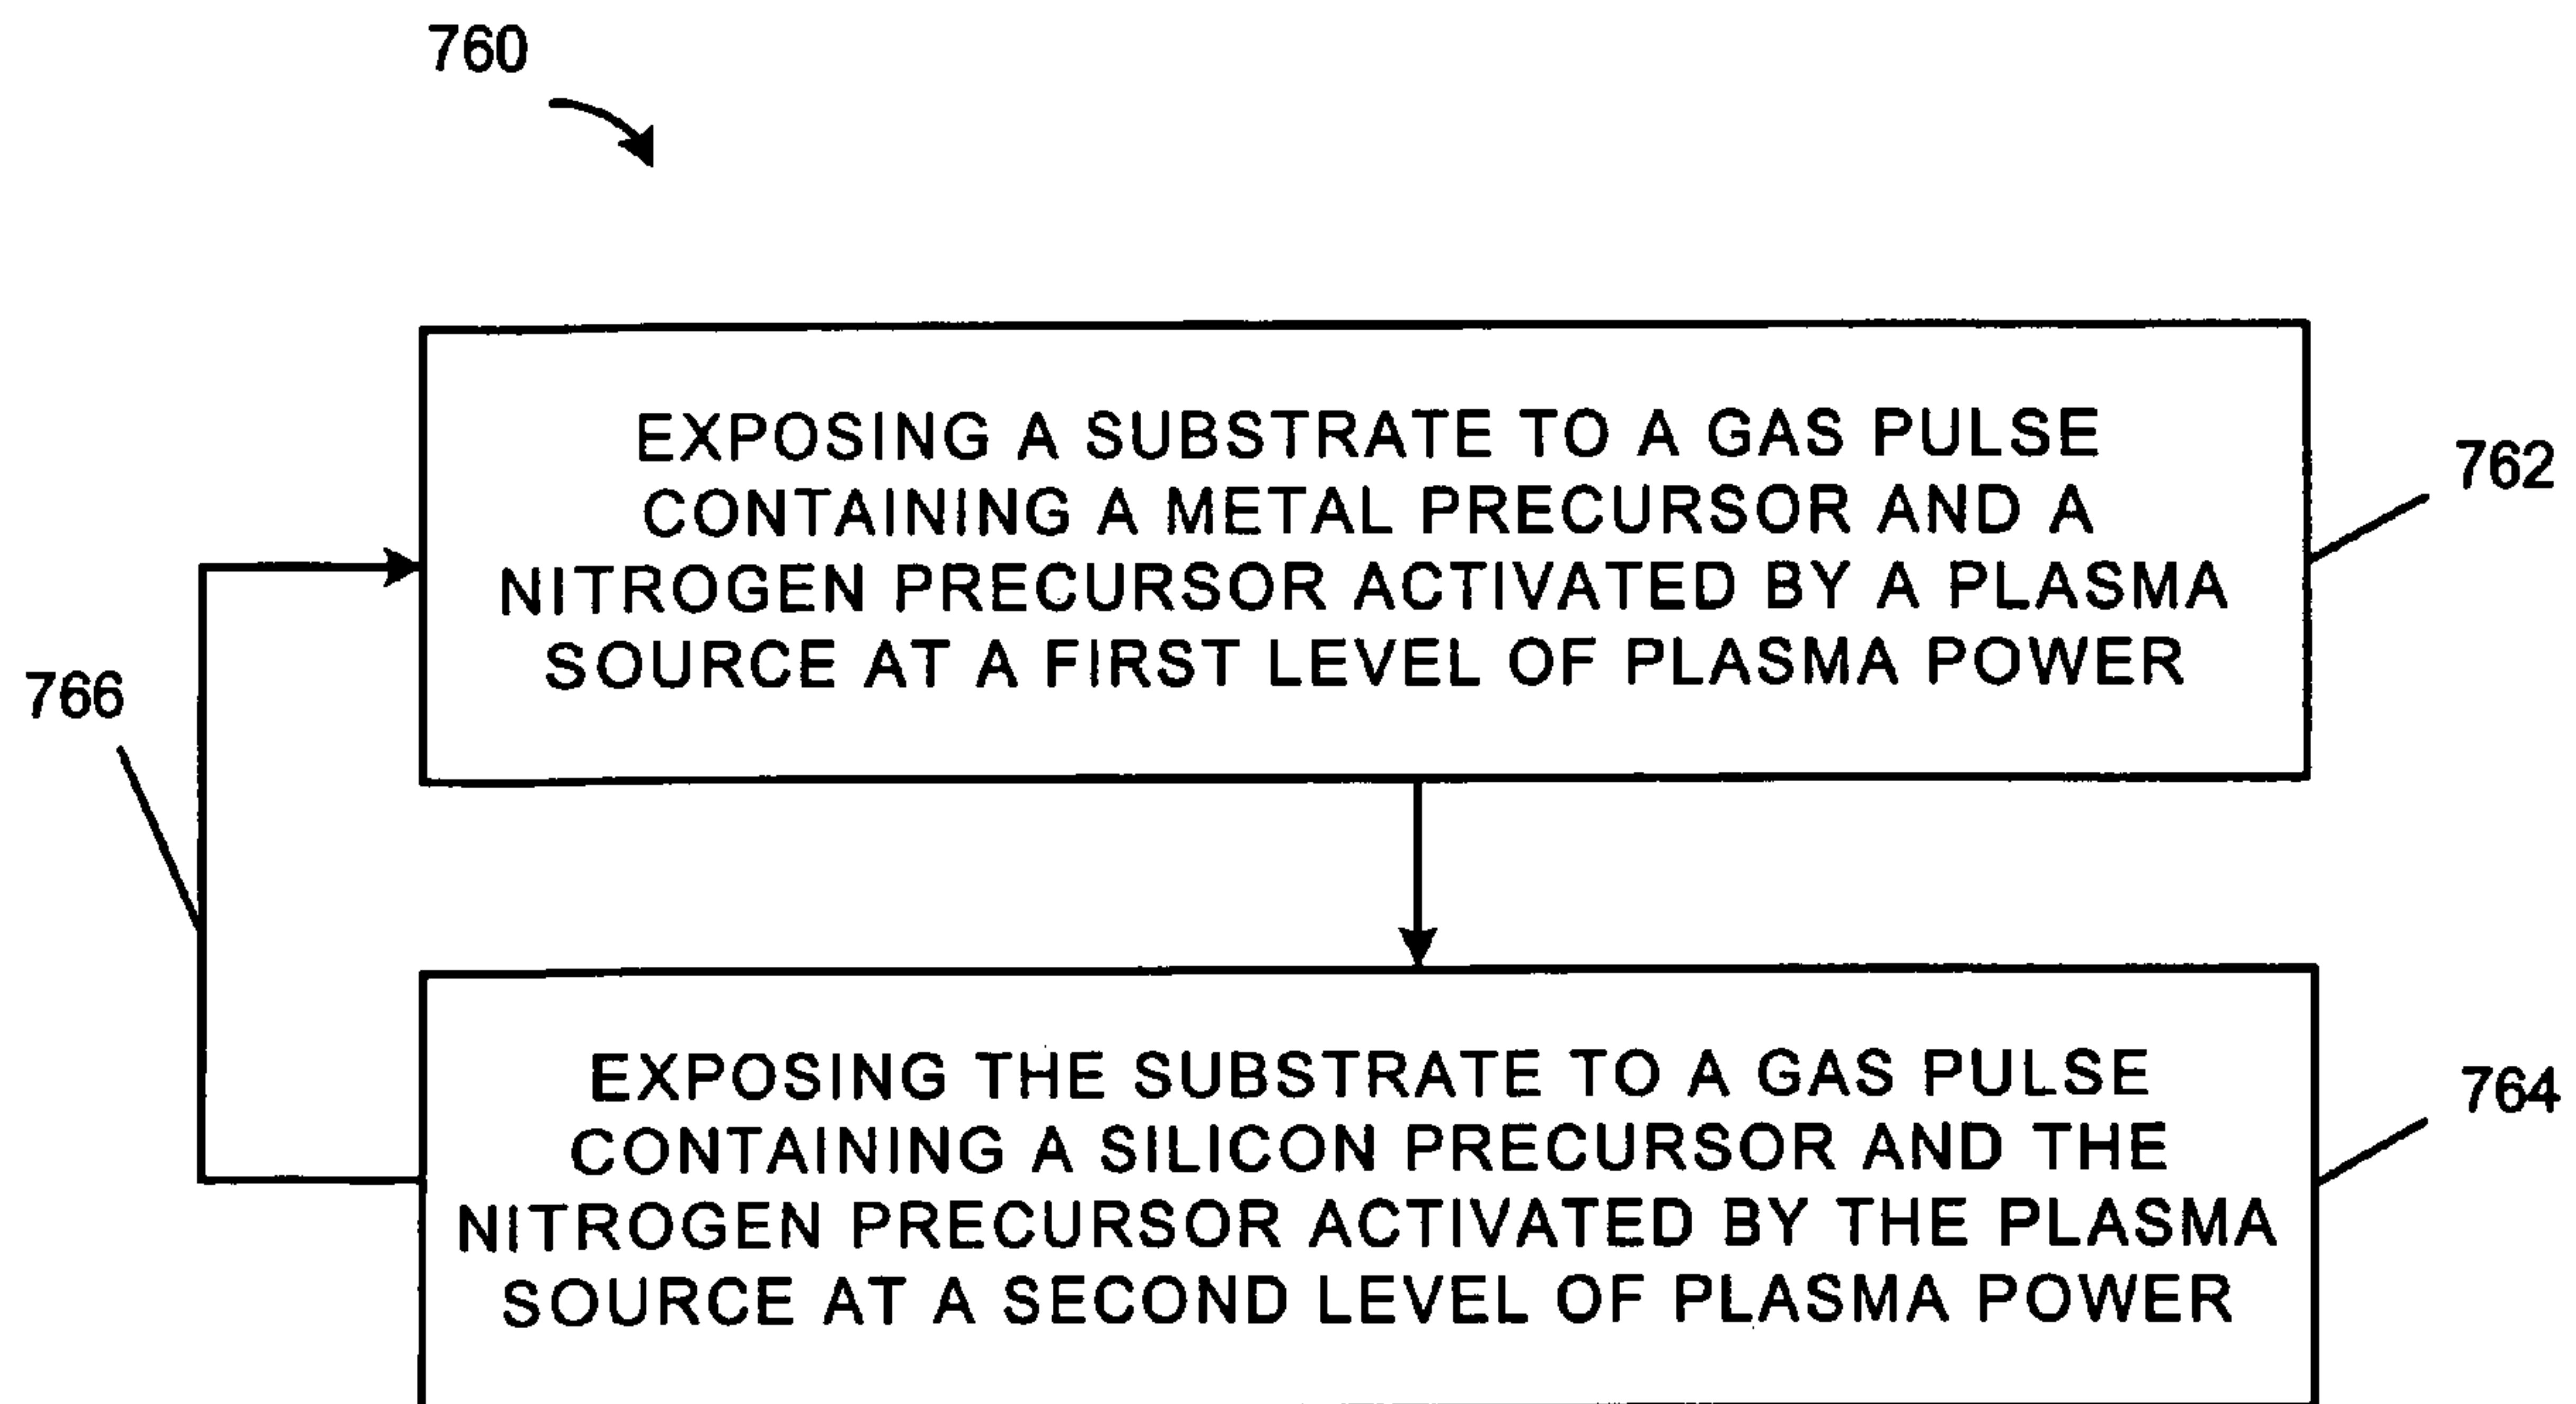 760
EXPOSING A SUBSTRATE TO A GAS PULSE
CONTAINING A METAL PRECURSOR AND A
NITROGEN PRECURSOR ACTIVATED BY A PLASMA
SOURCE AT A FIRST LEVEL OF PLASMA POWER
762
766
EXPOSING THE SUBSTRATE TO A GAS PULSE
CONTAINING A SILICON PRECURSOR AND THE
NITROGEN PRECURSOR ACTIVATED BY THE PLASMA
SOURCE AT A SECOND LEVEL OF PLASMA POWER
764